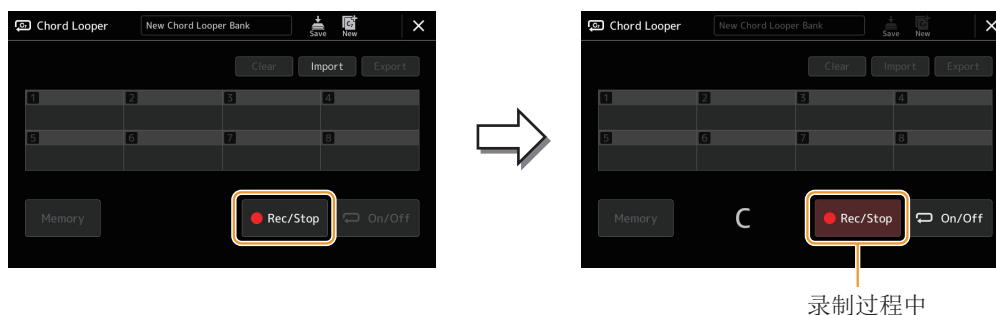 Chord Looper New Chord Looper Bank Save New
Clear Import Export
1 2 3 4
5 6 7 8
Memory Rec/Stop On/Off
Chord Looper New Chord Looper Bank Save New
Clear Import Export
1 2 3 4
5 6 7 8
Memory C Rec/Stop On/Off
录制过程中